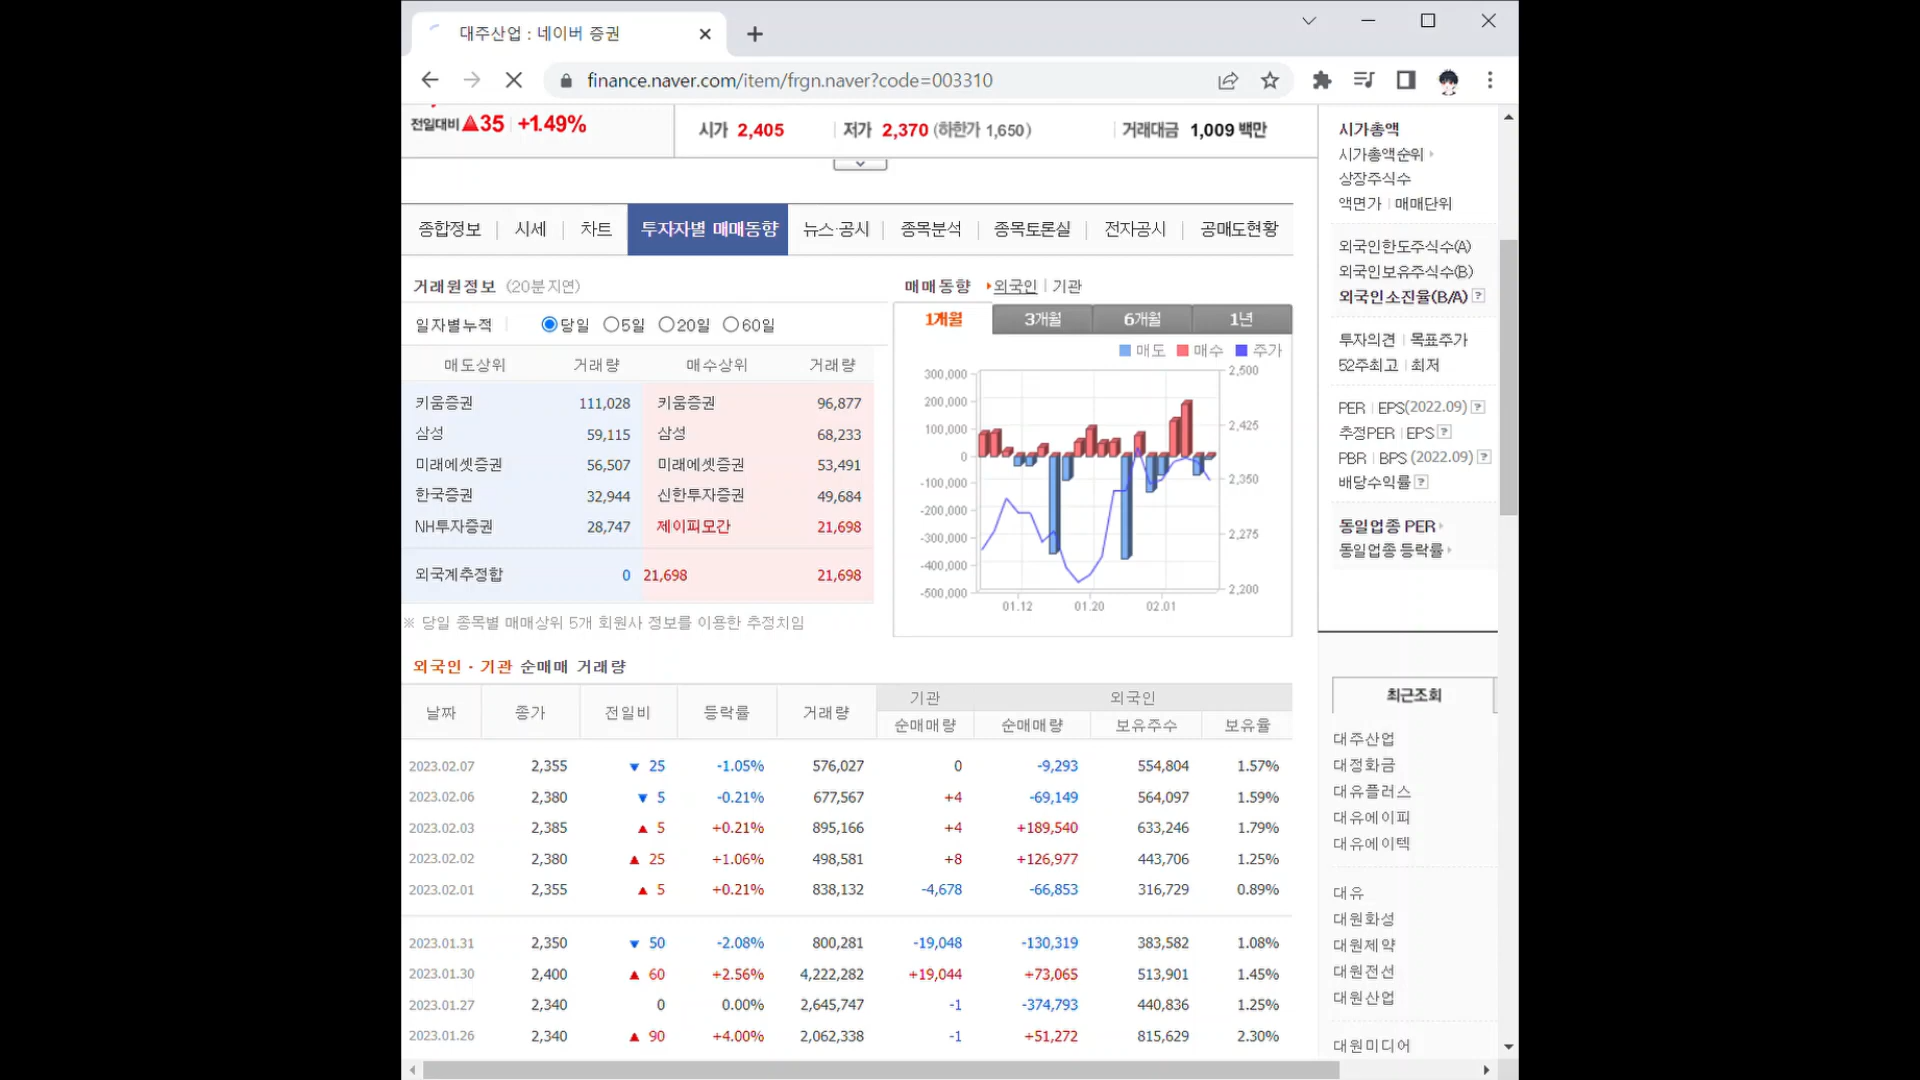 대주산업 : 네이버 증권
finance.naver.com/item/frgn.naver?code=003310
전일대비 ▲35 +1.49%
시가 2,405 저가 2,370 (하한가 1,650) 거래대금 1,009 백만
종합정보 시세 차트 투자자별 매매동향 뉴스·공시 종목분석 종목토론실 전자공시 공매도현황
거래원정보 (20분지연)
일자별누적 당일 5일 20일 60일
매도상위 거래량 매수상위 거래량
키움증권 111,028 키움증권 96,877
삼성 59,115 삼성 68,233
미래에셋증권 56,507 미래에셋증권 53,491
한국증권 32,944 신한투자증권 49,684
NH투자증권 28,747 제이피모간 21,698
외국계추정합 0 21,698 21,698
※ 당일 종목별 매매상위 5개 회원사 정보를 이용한 추정치임
매매동향 외국인 기관
1개월 3개월 6개월 1년
매도 매수 주가
300,000 2,500
200,000
100,000 2,425
0
-100,000 2,350
-200,000
-300,000 2,275
-400,000
-500,000 2,200
01.12 01.20 02.01
외국인·기관 순매매 거래량
날짜 종가 전일비 등락률 거래량 기관 외국인
순매매량 순매매량 보유주수 보유율
2023.02.07 2,355 ▼ 25 -1.05% 576,027 0 -9,293 554,804 1.57%
2023.02.06 2,380 ▼ 5 -0.21% 677,567 +4 -69,149 564,097 1.59%
2023.02.03 2,385 ▲ 5 +0.21% 895,166 +4 +189,540 633,246 1.79%
2023.02.02 2,380 ▲ 25 +1.06% 498,581 +8 +126,977 443,706 1.25%
2023.02.01 2,355 ▲ 5 +0.21% 838,132 -4,678 -66,853 316,729 0.89%
2023.01.31 2,350 ▼ 50 -2.08% 800,281 -19,048 -130,319 383,582 1.08%
2023.01.30 2,400 ▲ 60 +2.56% 4,222,282 +19,044 +73,065 513,901 1.45%
2023.01.27 2,340 0 0.00% 2,645,747 -1 -374,793 440,836 1.25%
2023.01.26 2,340 ▲ 90 +4.00% 2,062,338 -1 +51,272 815,629 2.30%
시가총액
시가총액순위
상장주식수
액면가 매매단위
외국인한도주식수(A)
외국인보유주식수(B)
외국인소진율(B/A) ?
투자의견 목표주가
52주최고 최저
PER EPS(2022.09) ?
추정PER EPS ?
PBR BPS (2022.09) ?
배당수익률 ?
동일업종 PER
동일업종 등락률
최근조회
대주산업
대정화금
대유플러스
대유에이피
대유에이텍
대유
대원화성
대원제약
대원전선
대원산업
대원미디어